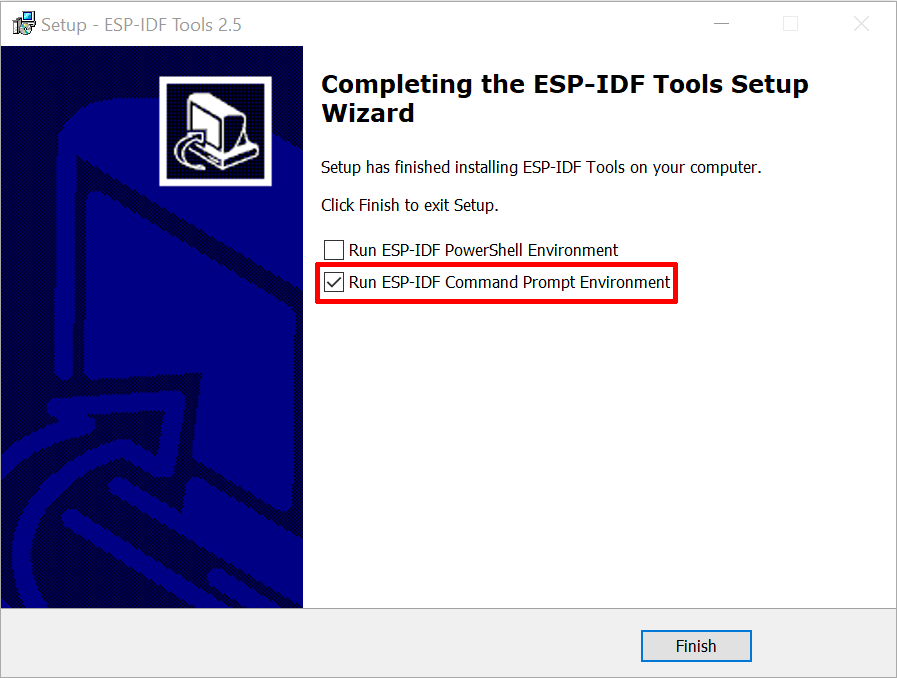 Setup - ESP-IDF Tools 2.5
Completing the ESP-IDF Tools Setup
Wizard
Setup has finished installing ESP-IDF Tools on your computer.
Click Finish to exit Setup.
Run ESP-IDF PowerShell Environment
Run ESP-IDF Command Prompt Environment
Finish